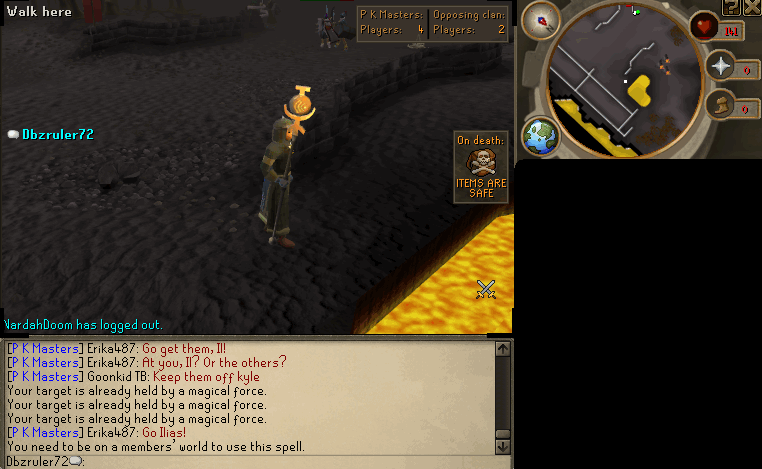 Walk here
P K Masters: Opposing clan:
Players: 4 Players: 2
141
0
0
Dbzruler72
On death:
ITEMS ARE
SAFE
VardahDoom has logged out.
[P K Masters] Erika487: Go get them, Il!
[P K Masters] Erika487: At you, Il? Or the others?
[P K Masters] Goonkid TB: Keep them off kyle
Your target is already held by a magical force.
Your target is already held by a magical force.
Your target is already held by a magical force.
[P K Masters] Erika487: Go Ilias!
You need to be on a members' world to use this spell.
Dbzruler72: